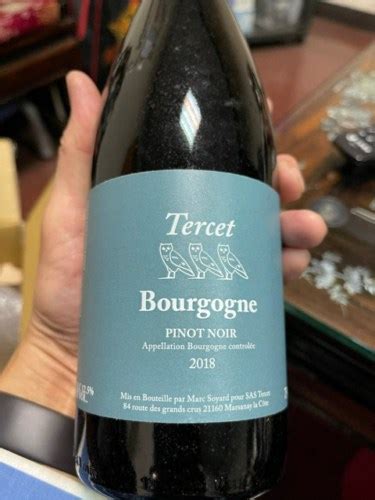 Tercet
Bourgogne
PINOT NOIR
Appellation Bourgogne controlée
2018
Mis en Bouteille par Marc Soyard pour SAS Tercet
84 route des grands crus 21160 Marsannay la Côte